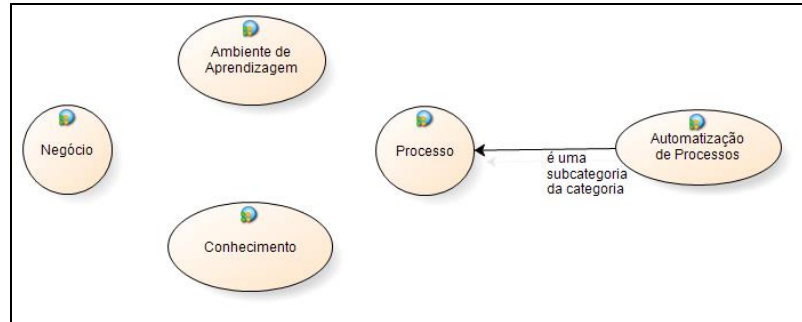 Ambiente de
Aprendizagem
Negócio
Processo
é uma
subcategoria
da categoria
Automatização
de Processos
Conhecimento